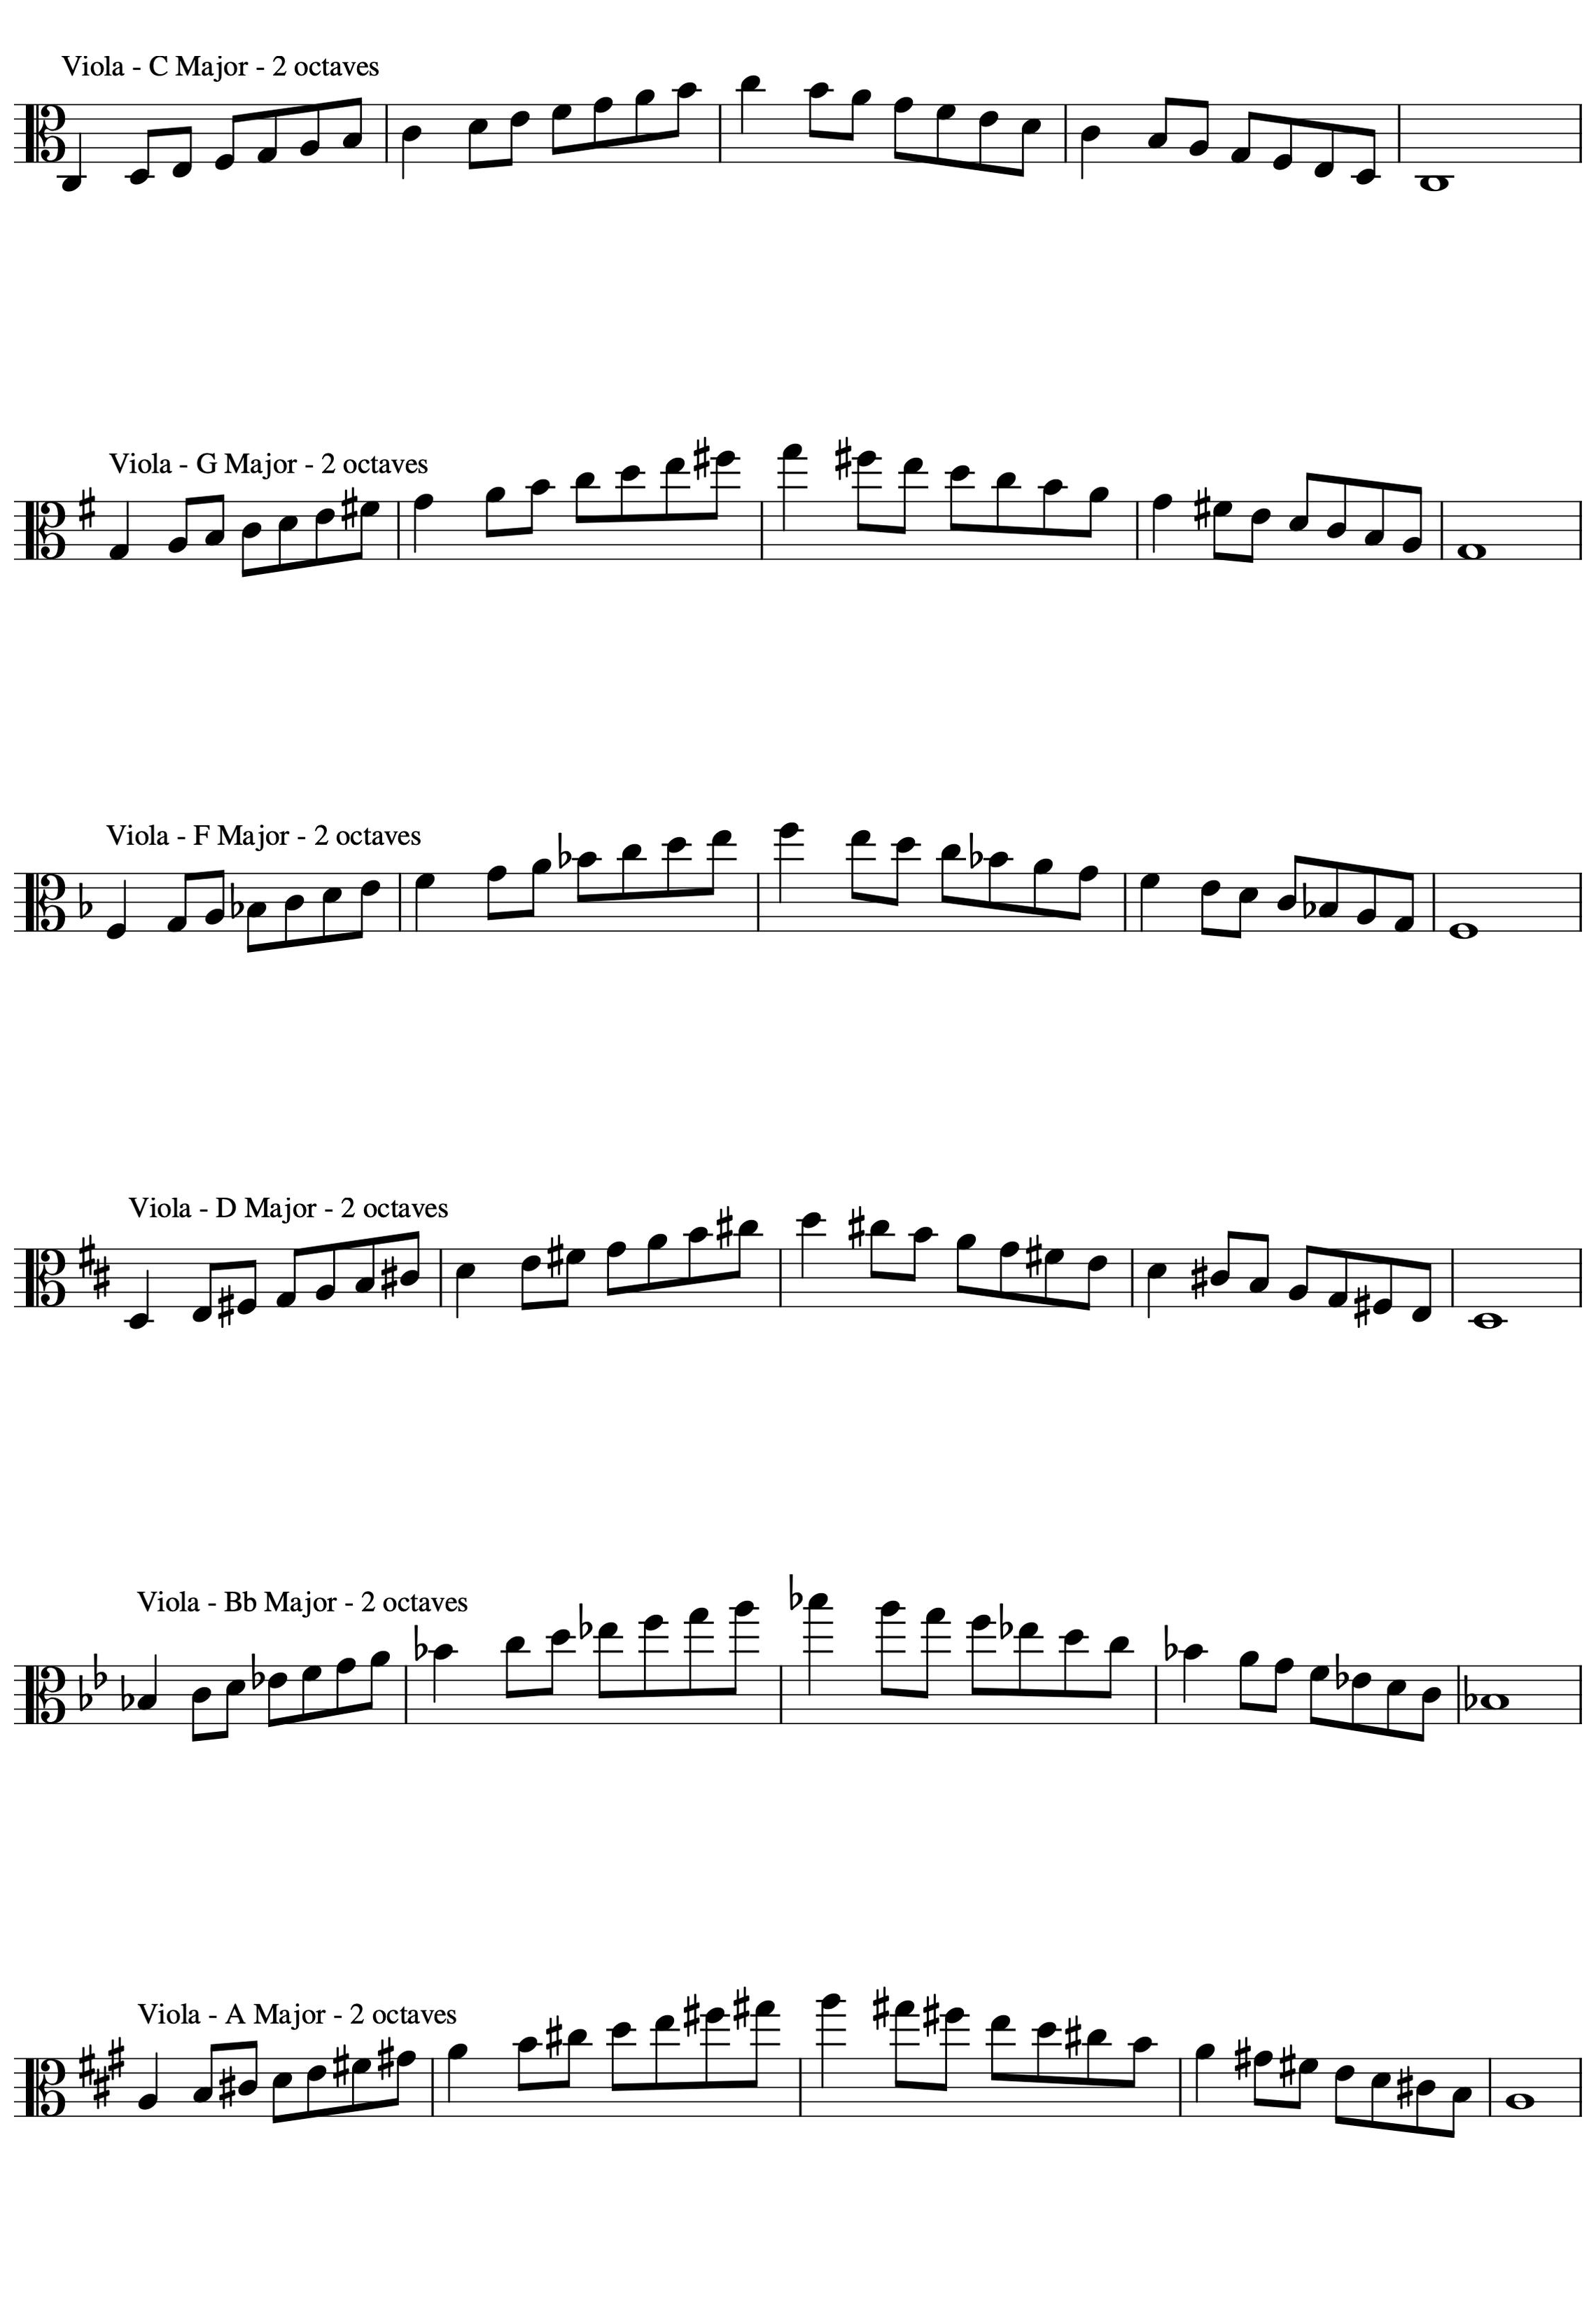 Viola - C Major - 2 octaves
Viola - G Major - 2 octaves
Viola - F Major - 2 octaves
Viola - D Major - 2 octaves
Viola - Bb Major - 2 octaves
Viola - A Major - 2 octaves